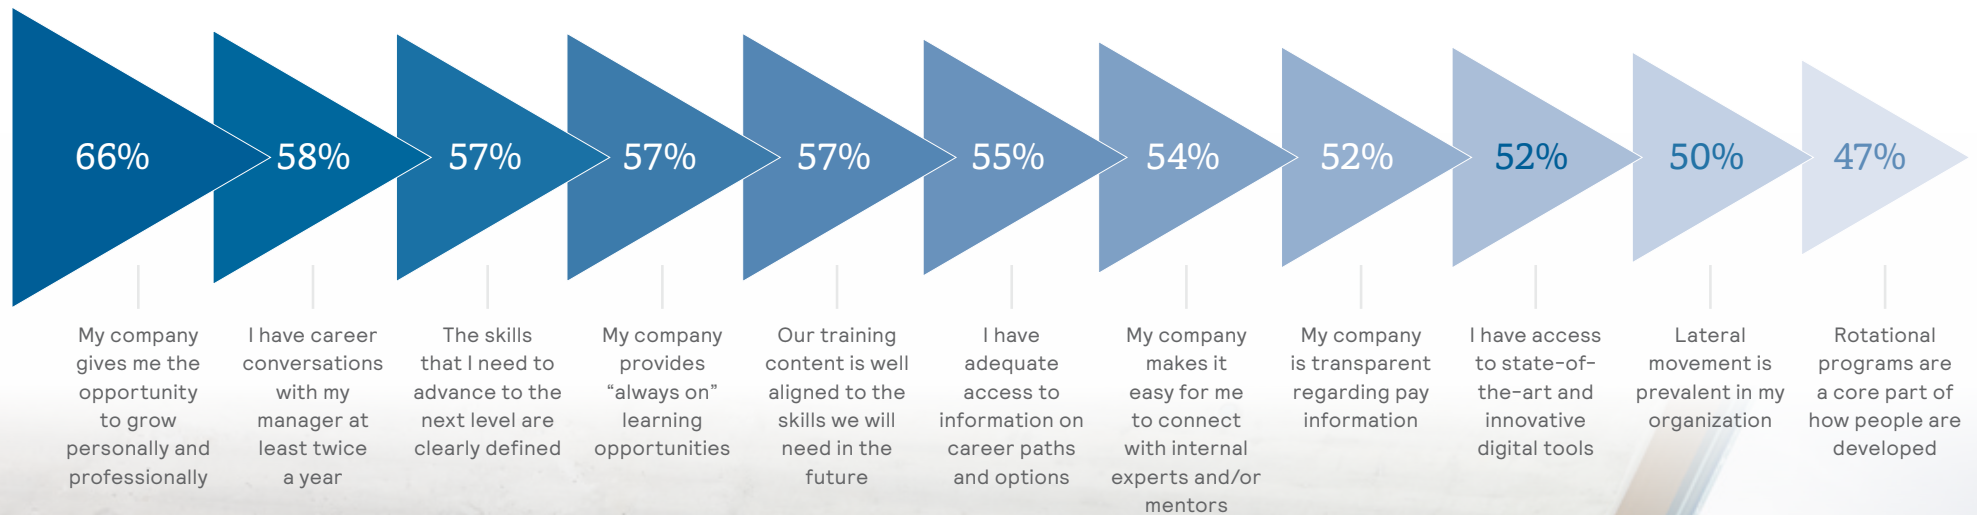 66%
58%
57%
57%
57%
55%
54%
52%
52%
50%
47%
My company
gives me the
opportunity
to grow
personally and
professionally
I have career
conversations
with my
manager at
least twice
a year
The skills
that I need to
advance to the
next level are
clearly defined
My company
provides
“always on”
learning
opportunities
Our training
content is well
aligned to the
skills we will
need in the
future
I have
adequate
access to
information on
career paths
and options
My company
makes it
easy for me
to connect
with internal
experts and/or
mentors
My company
is transparent
regarding pay
information
I have access
to state-of-
the-art and
innovative
digital tools
Lateral
movement is
prevalent in my
organization
Rotational
programs are
a core part of
how people are
developed